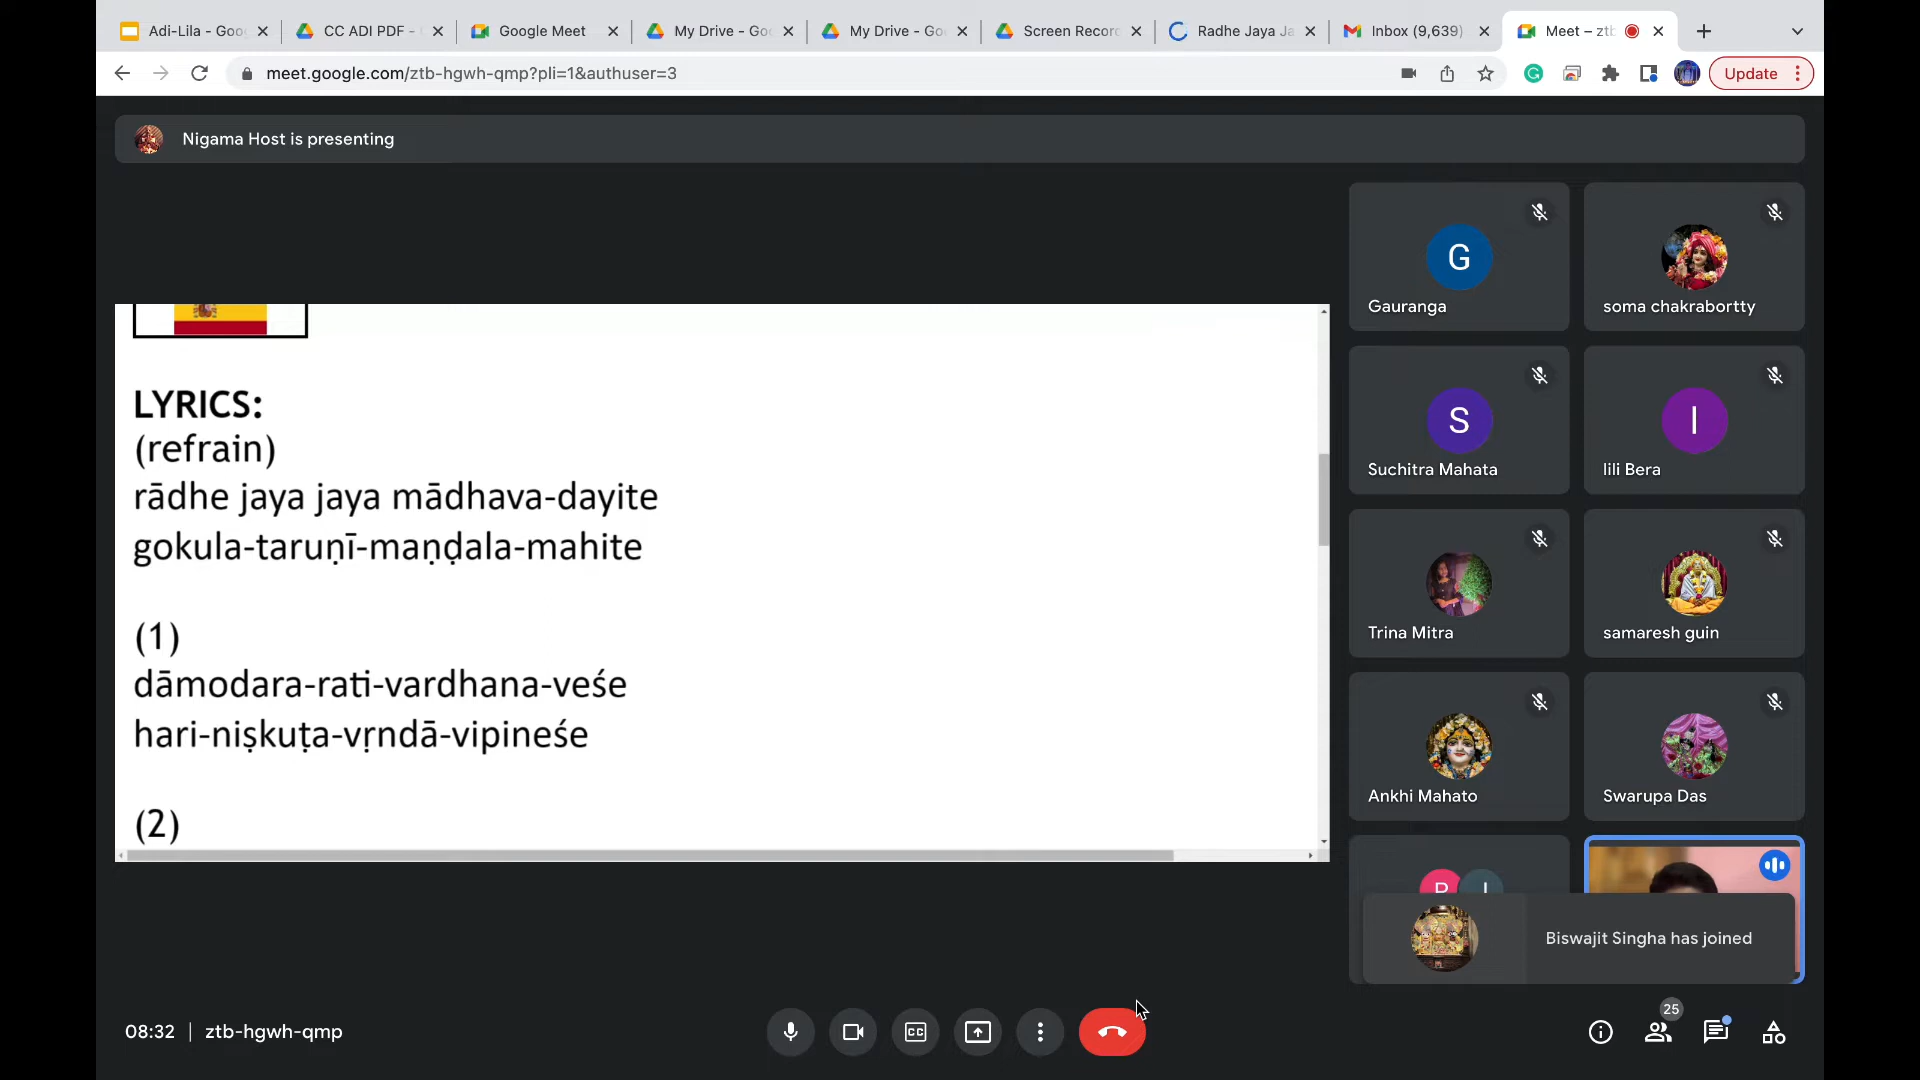 Adi-Lila - Goo
CC ADI PDF -
Google Meet
My Drive - Goo
My Drive - Go
Screen Recor
Radhe Jaya Ja
Inbox (9,639)
Meet – ztb
meet.google.com/ztb-hgwh-qmp?pli=1&authuser=3
Update
Nigama Host is presenting
LYRICS:
(refrain)
rādhe jaya jaya mādhava-dayite
gokula-taruṇī-maṇḍala-mahite
(1)
dāmodara-rati-vardhana-veśe
hari-niṣkuṭa-vṛndā-vipineśe
(2)
G
Gauranga
soma chakrabortty
S
Suchitra Mahata
l
lili Bera
Trina Mitra
samaresh guin
Ankhi Mahato
Swarupa Das
Biswajit Singha has joined
08:32 | ztb-hgwh-qmp
CC
25